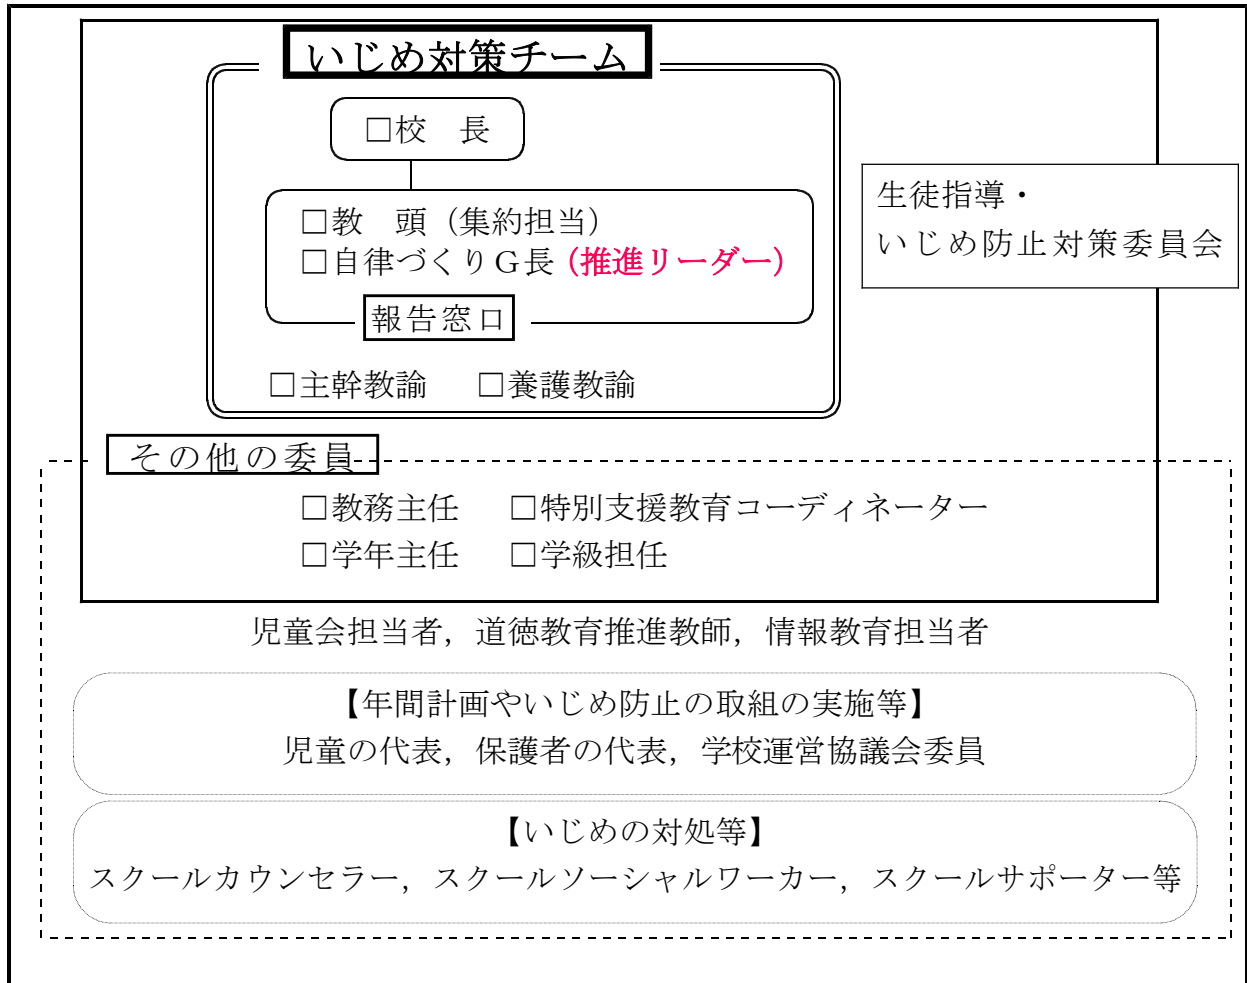 いじめ対策チーム
□校　長
□教　頭（集約担当）
□自律づくりＧ長（推進リーダー）
報告窓口
□主幹教諭　□養護教諭
生徒指導・
いじめ防止対策委員会
その他の委員
□教務主任　□特別支援教育コーディネーター
□学年主任　□学級担任
児童会担当者，道徳教育推進教師，情報教育担当者
【年間計画やいじめ防止の取組の実施等】
児童の代表，保護者の代表，学校運営協議会委員
【いじめの対処等】
スクールカウンセラー，スクールソーシャルワーカー，スクールサポーター等